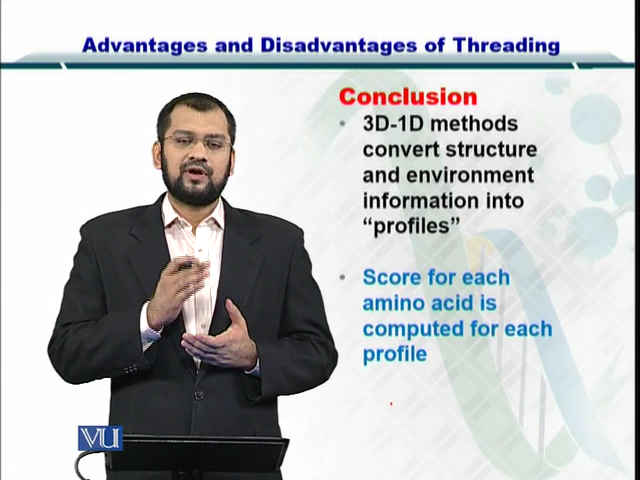 Advantages and Disadvantages of Threading
Conclusion
• 3D-1D methods
convert structure
and environment
information into
“profiles”
• Score for each
amino acid is
computed for each
profile
VU